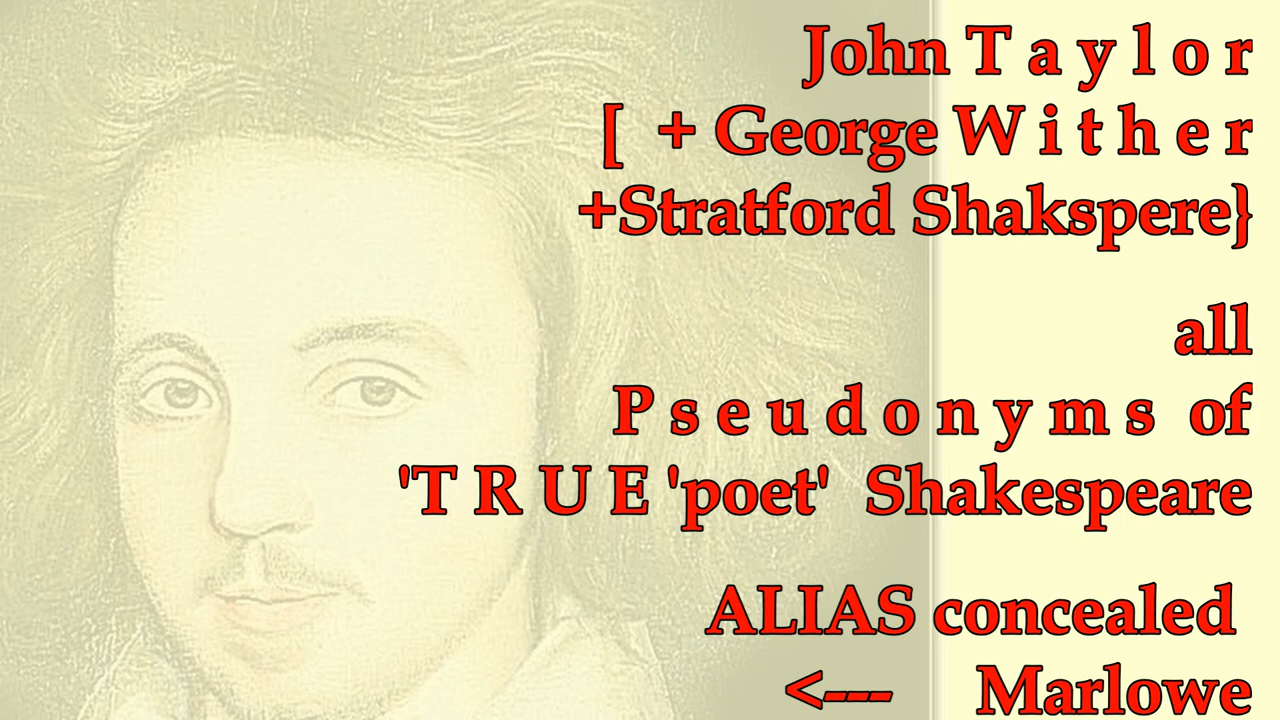 John T a y l o r
[ + George W i t h e r
+Stratford Shakspere}
all
P s e u d o n y m s of
'T R U E 'poet' Shakespeare
ALIAS concealed
<--- Marlowe